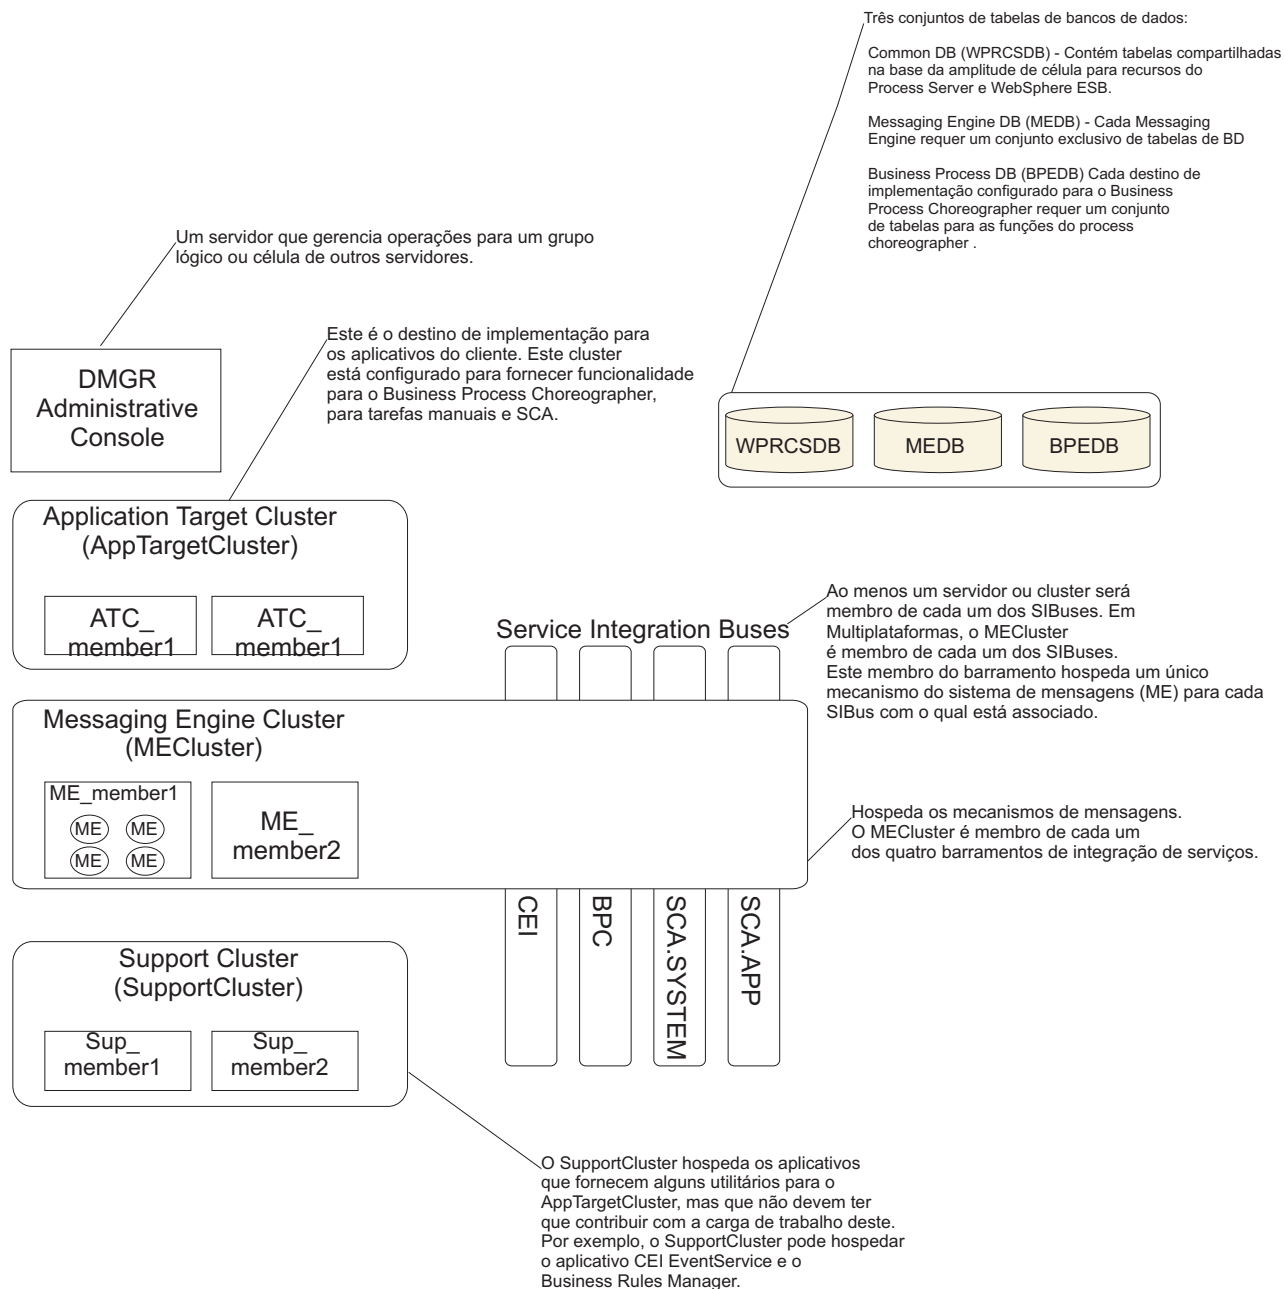 Três conjuntos de tabelas de bancos de dados:
Common DB (WPRCSDB) - Contém tabelas compartilhadas
na base da amplitude de célula para recursos do
Process Server e WebSphere ESB.
Messaging Engine DB (MEDB) - Cada Messaging
Engine requer um conjunto exclusivo de tabelas de BD
Business Process DB (BPEDB) Cada destino de
implementação configurado para o Business
Process Choreographer requer um conjunto
de tabelas para as funções do process
choreographer .
Um servidor que gerencia operações para um grupo
lógico ou célula de outros servidores.
Este é o destino de implementação para
os aplicativos do cliente. Este cluster
está configurado para fornecer funcionalidade
para o Business Process Choreographer,
para tarefas manuais e SCA.
DMGR
Administrative
Console
WPRCSDB
MEDB
BPEDB
Application Target Cluster
(AppTargetCluster)
ATC_
member1
ATC_
member1
Ao menos um servidor ou cluster será
membro de cada um dos SIBuses. Em
Multiplataformas, o MECluster
é membro de cada um dos SIBuses.
Este membro do barramento hospeda um único
mecanismo do sistema de mensagens (ME) para cada
SIBus com o qual está associado.
Service Integration Buses
Messaging Engine Cluster
(MECluster)
ME_member1
ME
ME
ME
ME
ME_
member2
Hospeda os mecanismos de mensagens.
O MECluster é membro de cada um
dos quatro barramentos de integração de serviços.
CEI
BPC
SCA.SYSTEM
SCA.APP
Support Cluster
(SupportCluster)
Sup_
member1
Sup_
member2
O SupportCluster hospeda os aplicativos
que fornecem alguns utilitários para o
AppTargetCluster, mas que não devem ter
que contribuir com a carga de trabalho deste.
Por exemplo, o SupportCluster pode hospedar
o aplicativo CEI EventService e o
Business Rules Manager.